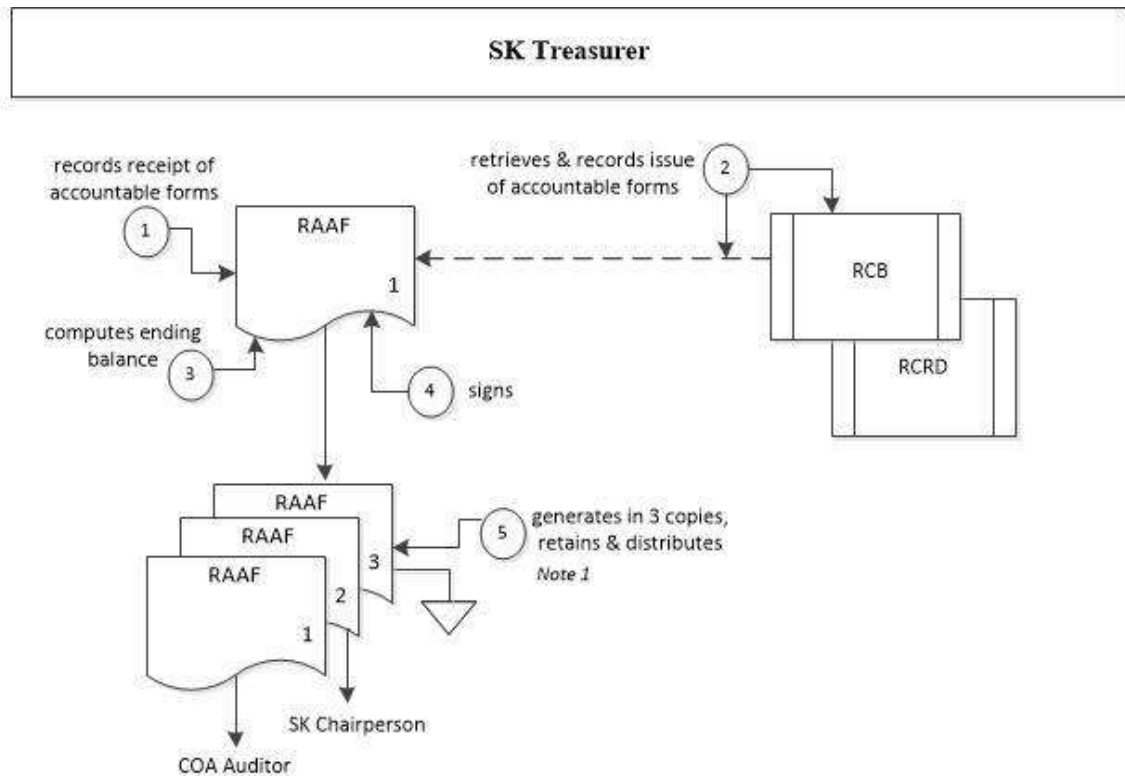 SK Treasurer
records receipt of
accountable forms
1
RAAF
1
retrieves & records issue
of accountable forms
2
RCB
RCRD
computes ending
balance
3
4
signs
RAAF
3
RAAF
2
RAAF
1
5
generates in 3 copies,
retains & distributes
Note 1
SK Chairperson
COA Auditor